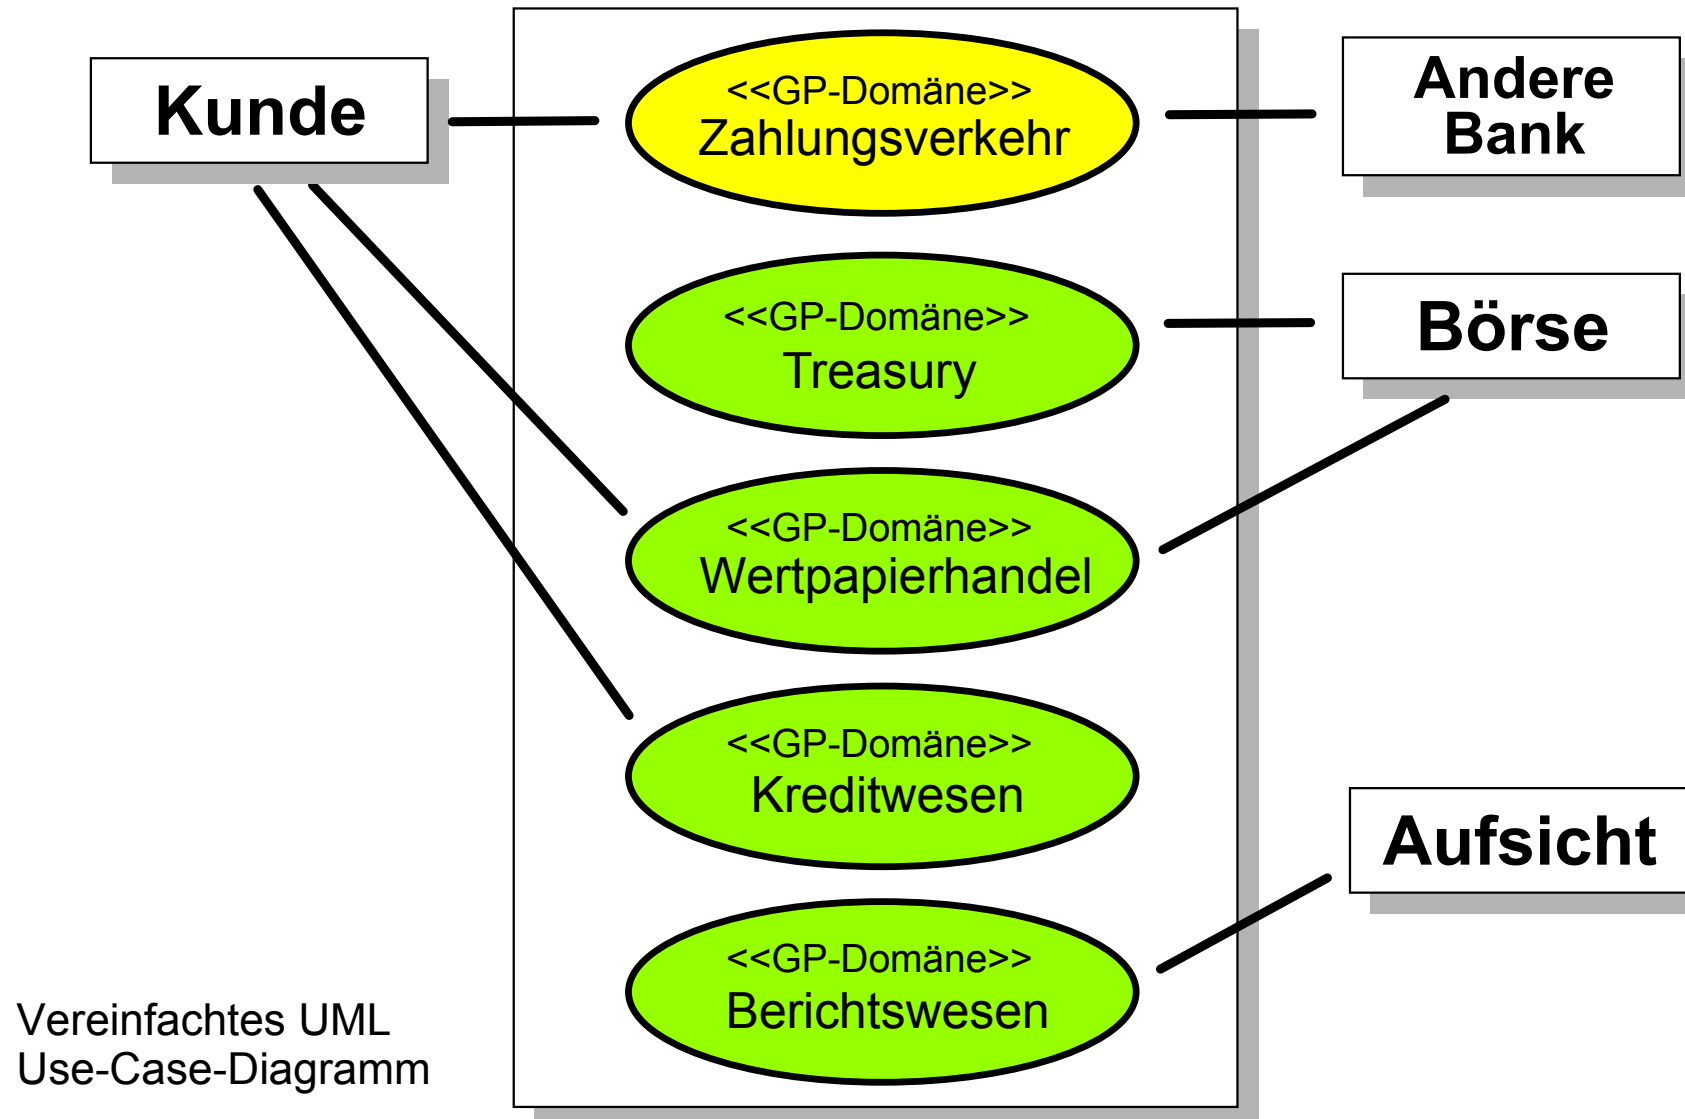 Kunde
<<GP-Domäne>>
Zahlungsverkehr
Andere
Bank
<<GP-Domäne>>
Treasury
Börse
<<GP-Domäne>>
Wertpapierhandel
<<GP-Domäne>>
Kreditwesen
Aufsicht
<<GP-Domäne>>
Berichtswesen
Vereinfachtes UML
Use-Case-Diagramm